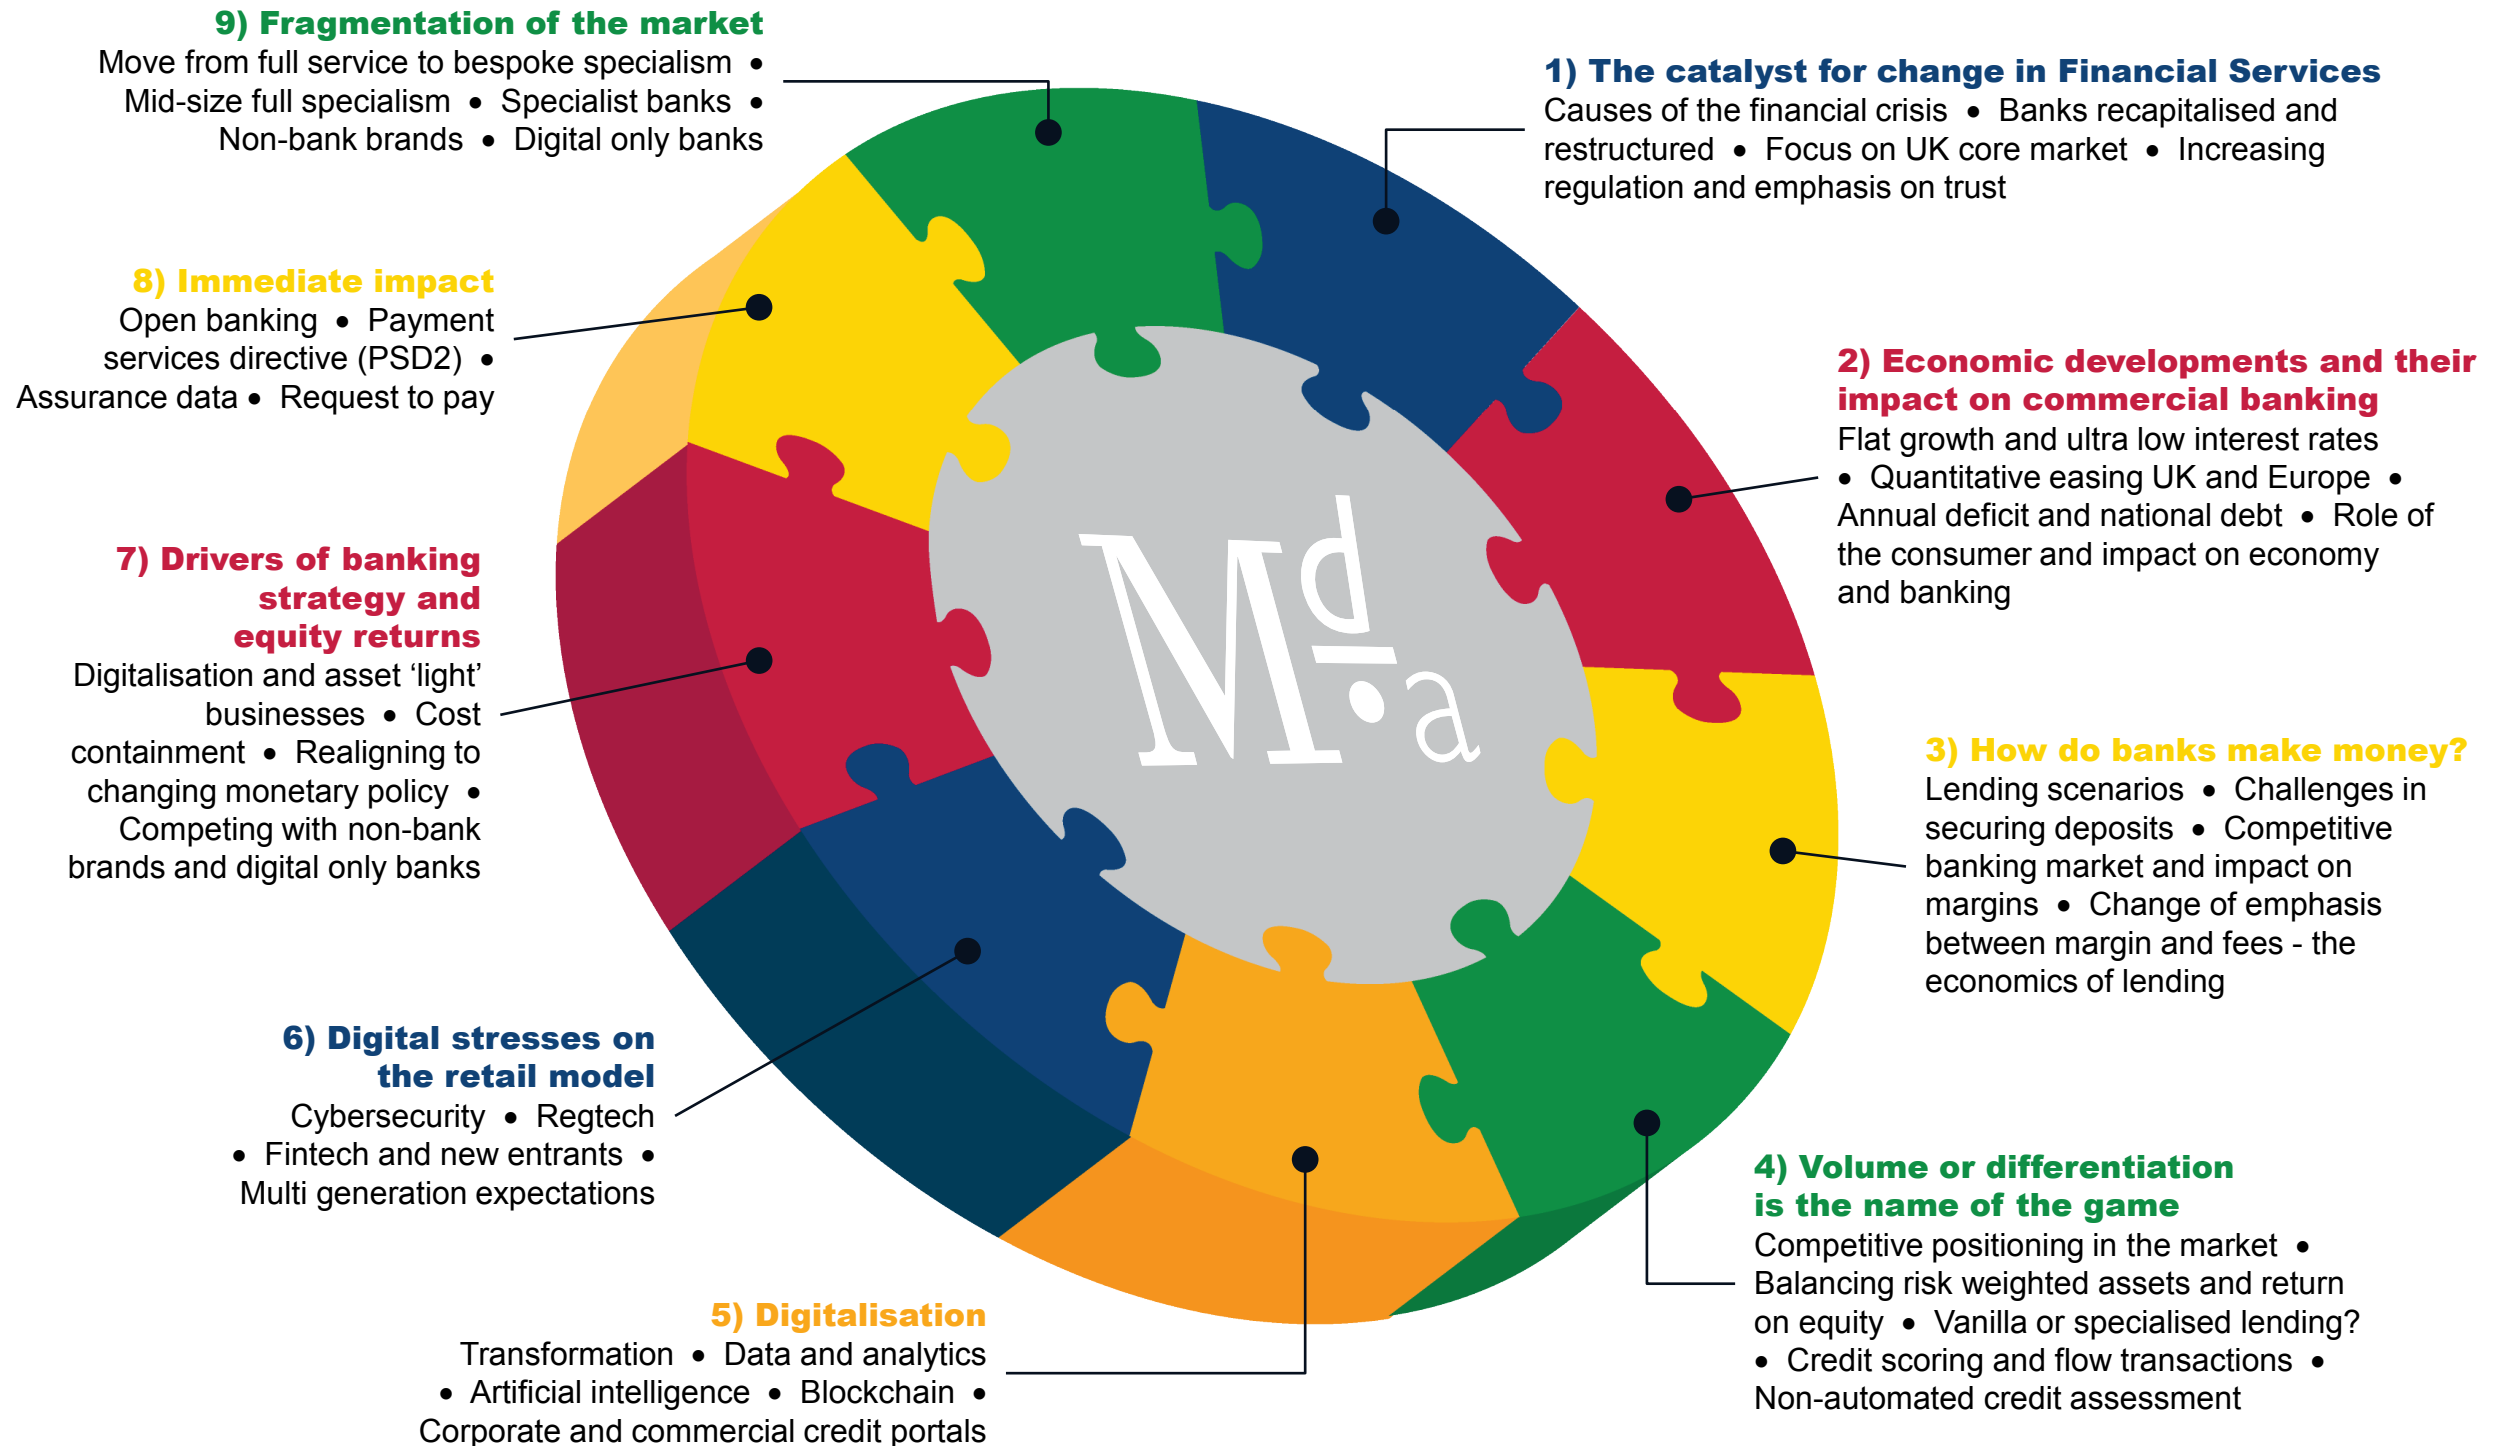 9) Fragmentation of the market
Move from full service to bespoke specialism •
Mid-size full specialism • Specialist banks •
Non-bank brands • Digital only banks
1) The catalyst for change in Financial Services
Causes of the financial crisis • Banks recapitalised and
restructured • Focus on UK core market • Increasing
regulation and emphasis on trust
8) Immediate impact
Open banking • Payment
services directive (PSD2) •
Assurance data • Request to pay
2) Economic developments and their
impact on commercial banking
Flat growth and ultra low interest rates
• Quantitative easing UK and Europe •
Annual deficit and national debt • Role of
the consumer and impact on economy
and banking
7) Drivers of banking
strategy and
equity returns
Digitalisation and asset ‘light’
businesses • Cost
containment • Realigning to
changing monetary policy •
Competing with non-bank
brands and digital only banks
Md.a
3) How do banks make money?
Lending scenarios • Challenges in
securing deposits • Competitive
banking market and impact on
margins • Change of emphasis
between margin and fees - the
economics of lending
6) Digital stresses on
the retail model
Cybersecurity • Regtech
• Fintech and new entrants •
Multi generation expectations
4) Volume or differentiation
is the name of the game
Competitive positioning in the market •
Balancing risk weighted assets and return
on equity • Vanilla or specialised lending?
• Credit scoring and flow transactions •
Non-automated credit assessment
5) Digitalisation
Transformation • Data and analytics
• Artificial intelligence • Blockchain •
Corporate and commercial credit portals